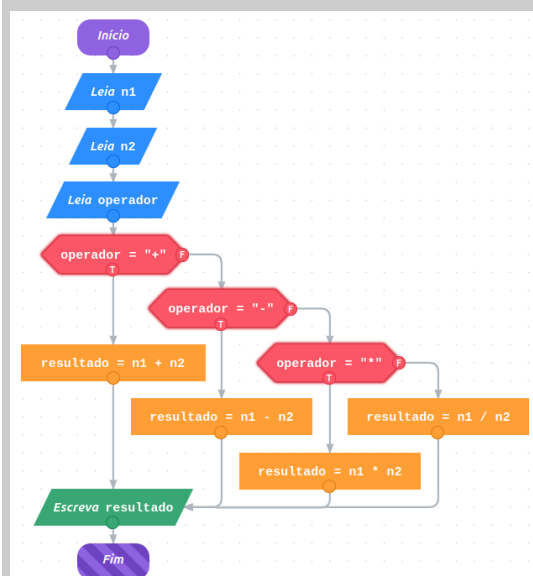 Início
Leia n1
Leia n2
Leia operador
operador = "+"
F
T
operador = "-"
F
T
operador = "*"
F
T
resultado = n1 + n2
resultado = n1 - n2
resultado = n1 / n2
resultado = n1 * n2
Escreva resultado
Fim